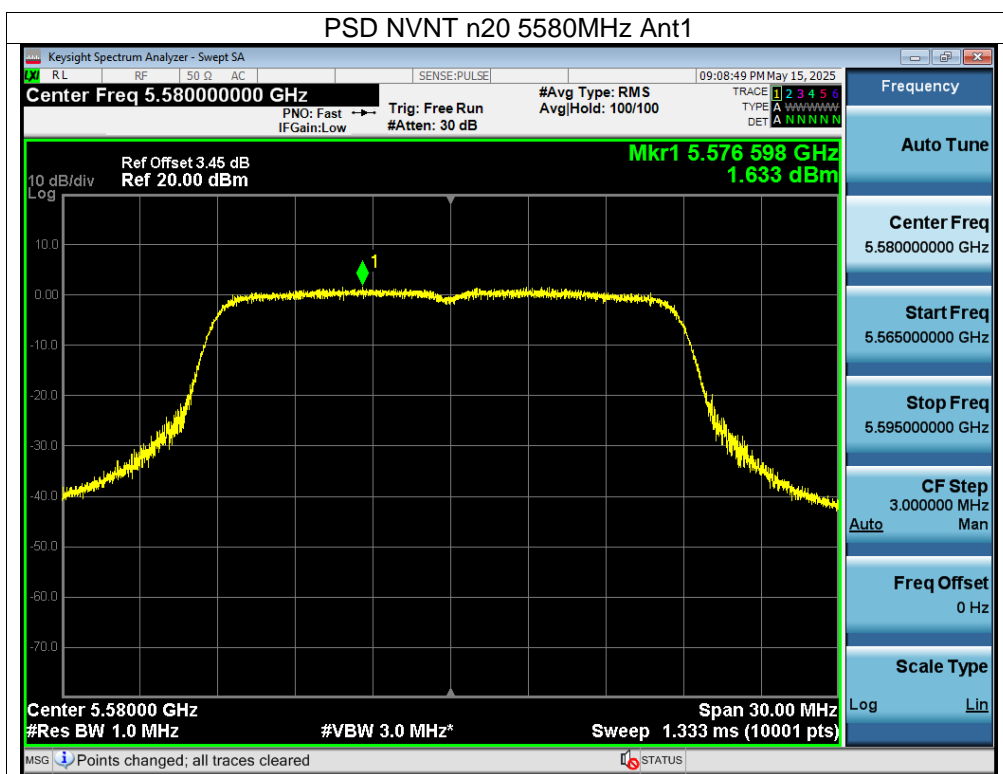 PSD NVNT n20 5580MHz Ant1
Keysight Spectrum Analyzer - Swept SA
LXI RL RF 50 Ω AC SENSE:PULSE 09:08:49 PM May 15, 2025
Center Freq 5.580000000 GHz
PNO: Fast
IFGain:Low
Trig: Free Run
#Atten: 30 dB
#Avg Type: RMS
Avg|Hold: 100/100
TRACE 1 2 3 4 5 6
TYPE A WWWWW
DET A N N N N N
Ref Offset 3.45 dB
10 dB/div Ref 20.00 dBm
Log
Mkr1 5.576 598 GHz
1.633 dBm
10.0
0.00
-10.0
-20.0
-30.0
-40.0
-50.0
-60.0
-70.0
1
Center 5.58000 GHz Span 30.00 MHz
#Res BW 1.0 MHz #VBW 3.0 MHz* Sweep 1.333 ms (10001 pts)
MSG Points changed; all traces cleared STATUS
Frequency
Auto Tune
Center Freq
5.580000000 GHz
Start Freq
5.565000000 GHz
Stop Freq
5.595000000 GHz
CF Step
3.000000 MHz
Auto Man
Freq Offset
0 Hz
Scale Type
Log Lin